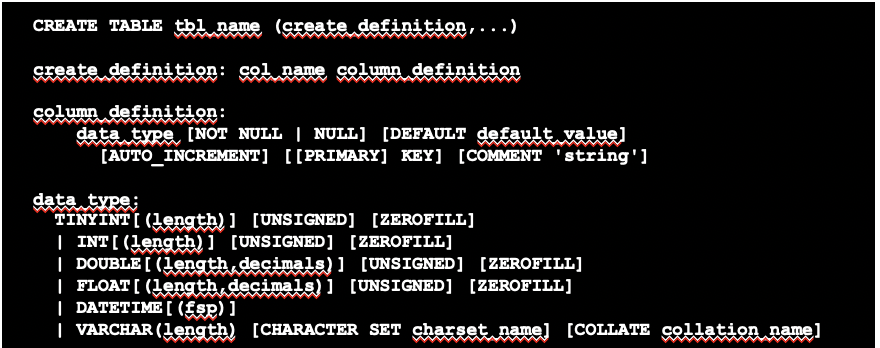 CREATE TABLE tbl_name (create_definition,...)
create_definition: col_name column_definition
column_definition:
data_type [NOT NULL | NULL] [DEFAULT default_value]
[AUTO_INCREMENT] [[PRIMARY] KEY] [COMMENT 'string']
data_type:
TINYINT[(length)] [UNSIGNED] [ZEROFILL]
| INT[(length)] [UNSIGNED] [ZEROFILL]
| DOUBLE[(length,decimals)] [UNSIGNED] [ZEROFILL]
| FLOAT[(length,decimals)] [UNSIGNED] [ZEROFILL]
| DATETIME[(fsp)]
| VARCHAR(length) [CHARACTER SET charset_name] [COLLATE collation_name]